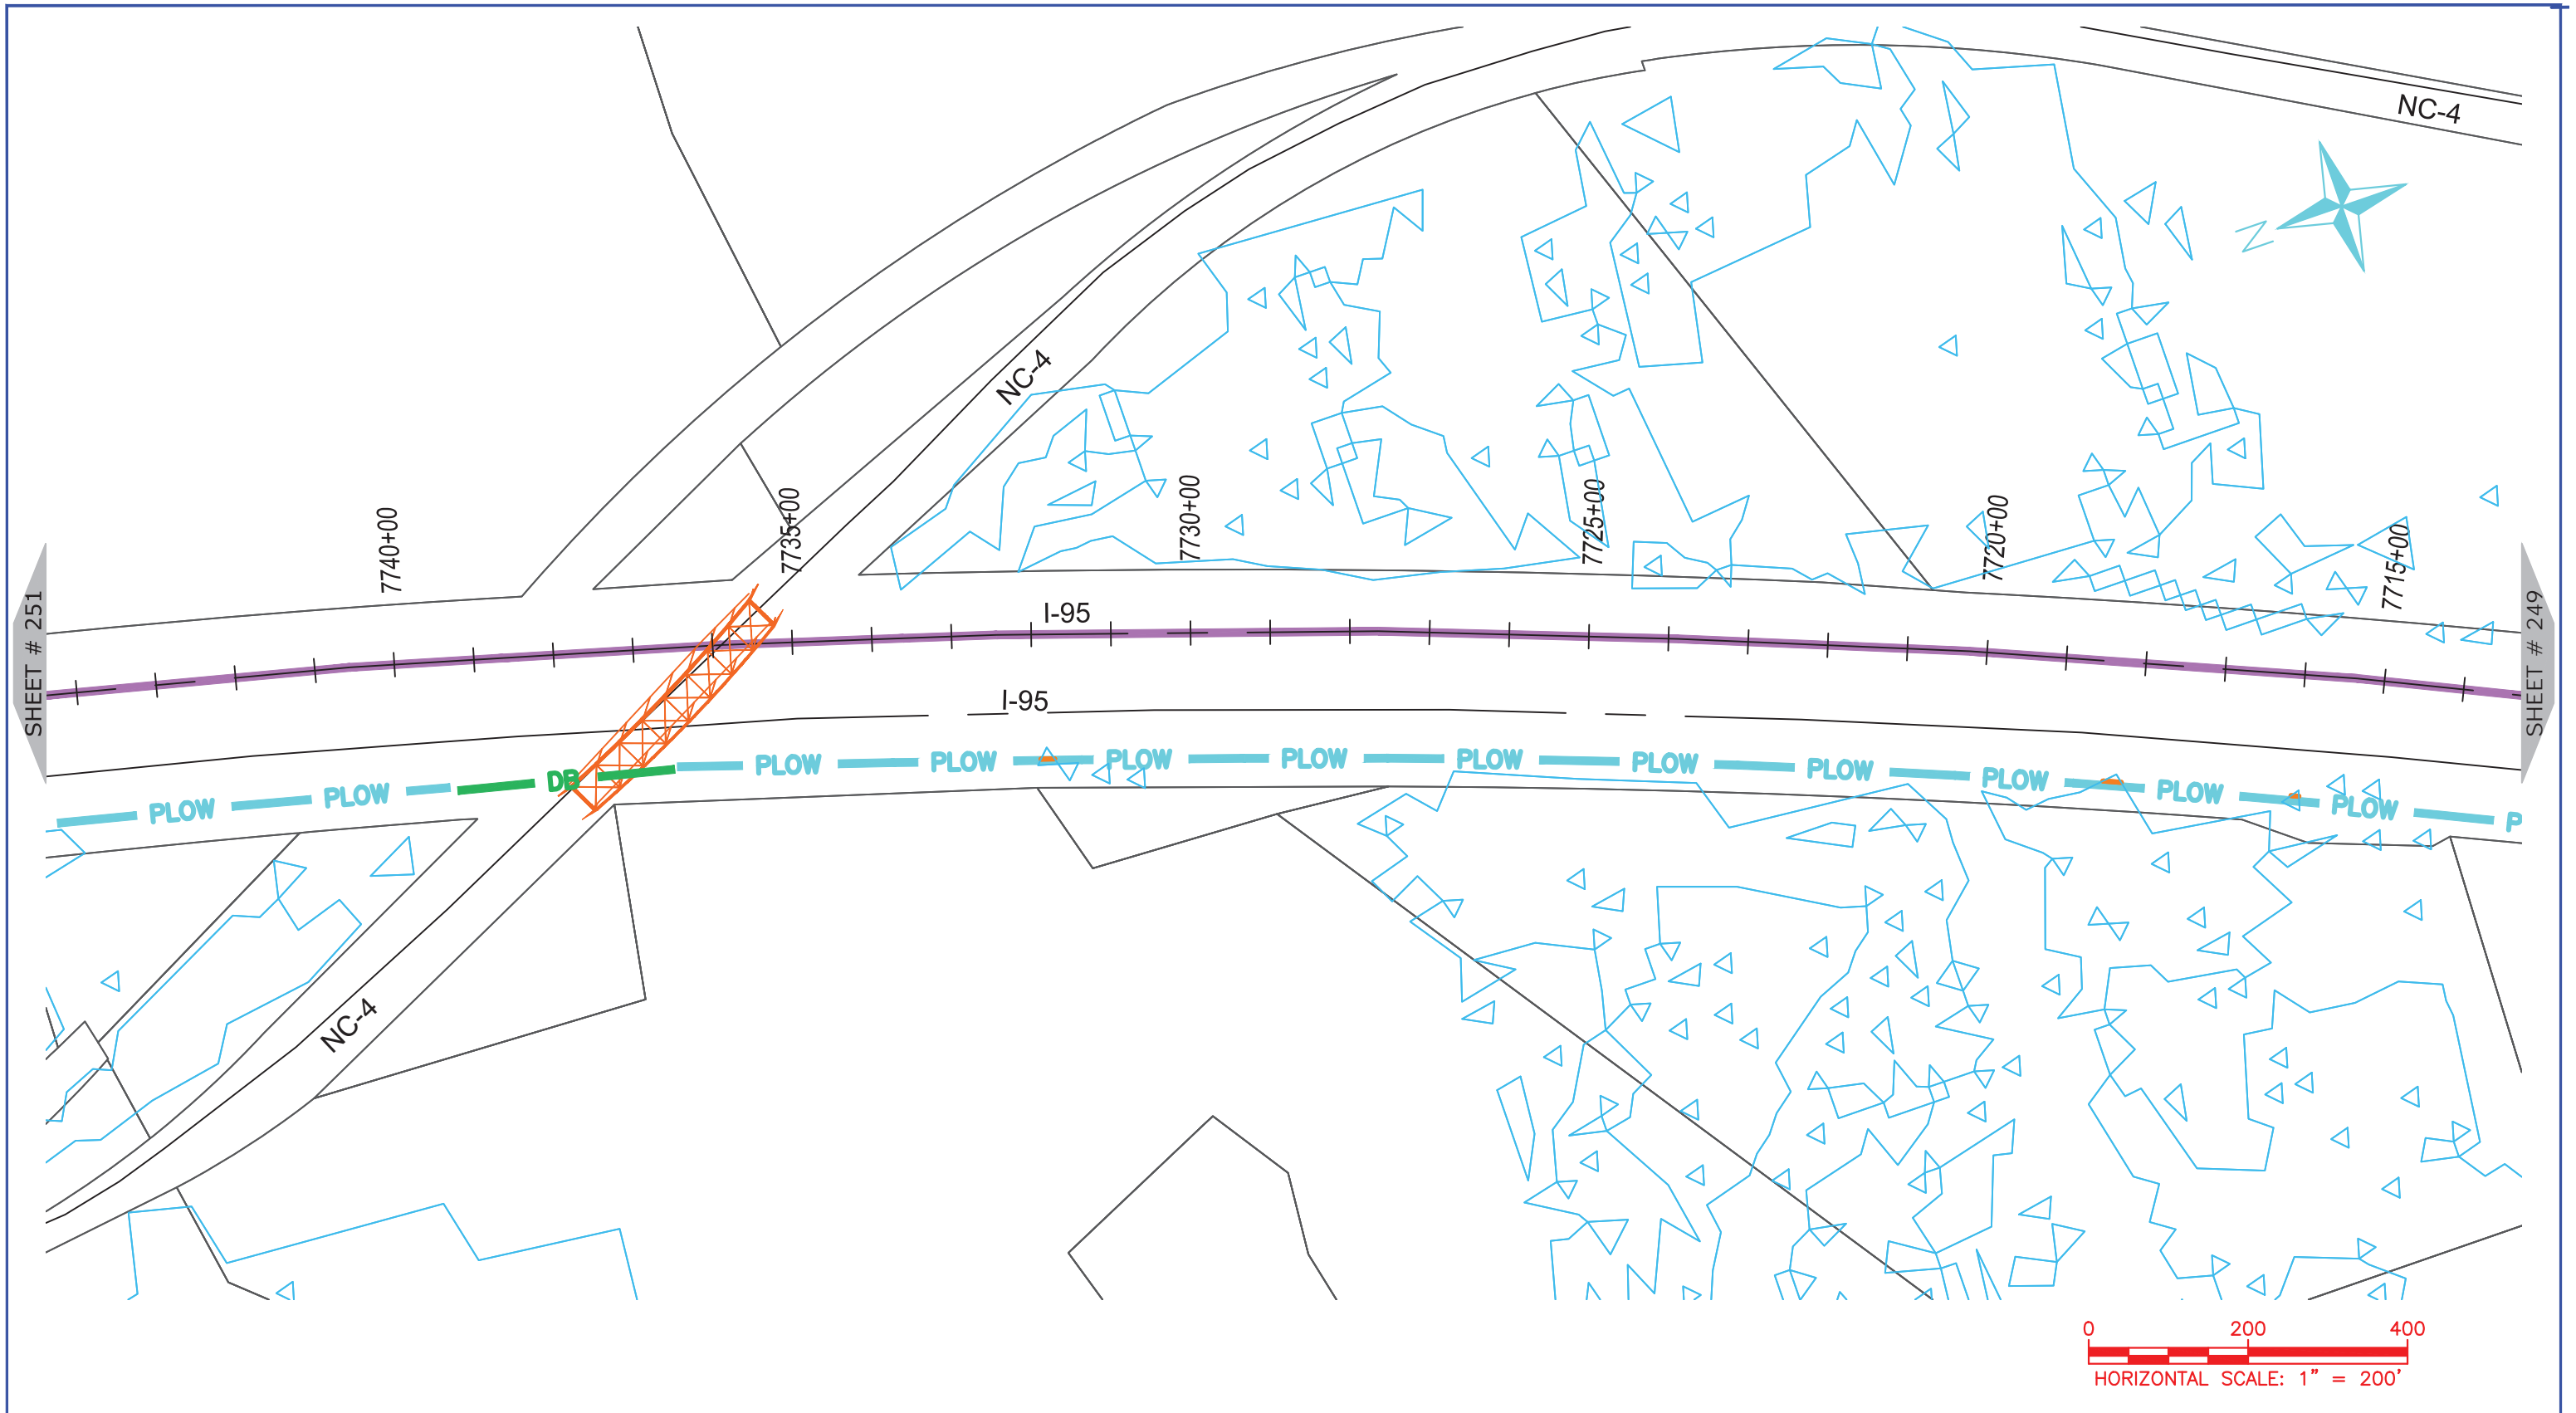 NC-4
N
NC-4
7740+00
7735+00
7730+00
7725+00
7720+00
7715+00
I-95
SHEET # 251
SHEET # 249
I-95
PLOW
PLOW
DB
PLOW
PLOW
PLOW
PLOW
PLOW
PLOW
PLOW
PLOW
PLOW
PLOW
P
NC-4
0 200 400
HORIZONTAL SCALE: 1” = 200’